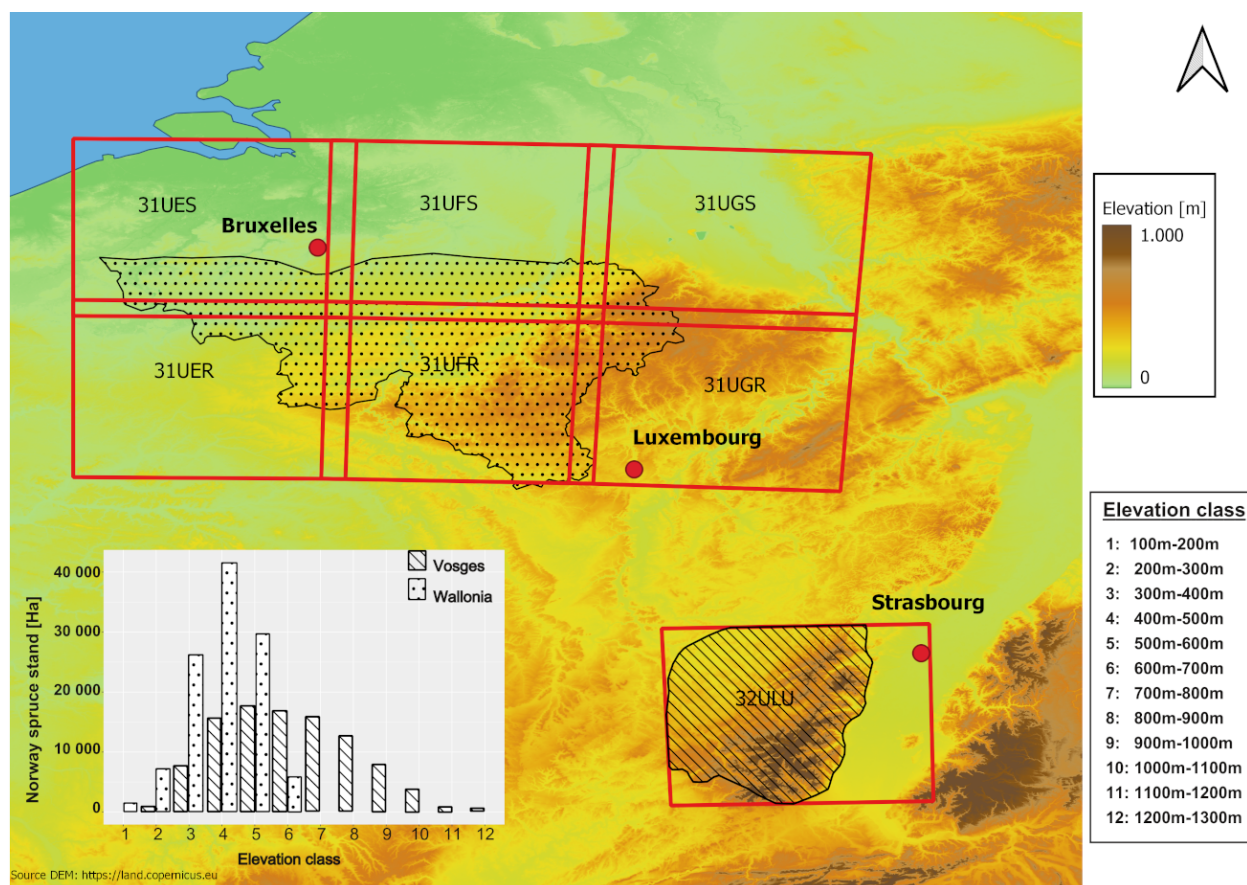 31UES
31UFS
31UGS
Bruxelles
31UER
31UFR
31UGR
Luxembourg
Strasbourg
32ULU
Elevation [m]
1.000
0
Elevation class
1: 100m-200m
2: 200m-300m
3: 300m-400m
4: 400m-500m
5: 500m-600m
6: 600m-700m
7: 700m-800m
8: 800m-900m
9: 900m-1000m
10: 1000m-1100m
11: 1100m-1200m
12: 1200m-1300m
Vosges
Wallonia
Norway spruce stand [Ha]
40 000
30 000
20 000
10 000
0
1 2 3 4 5 6 7 8 9 10 11 12
Elevation class
Source DEM: https://land.copernicus.eu